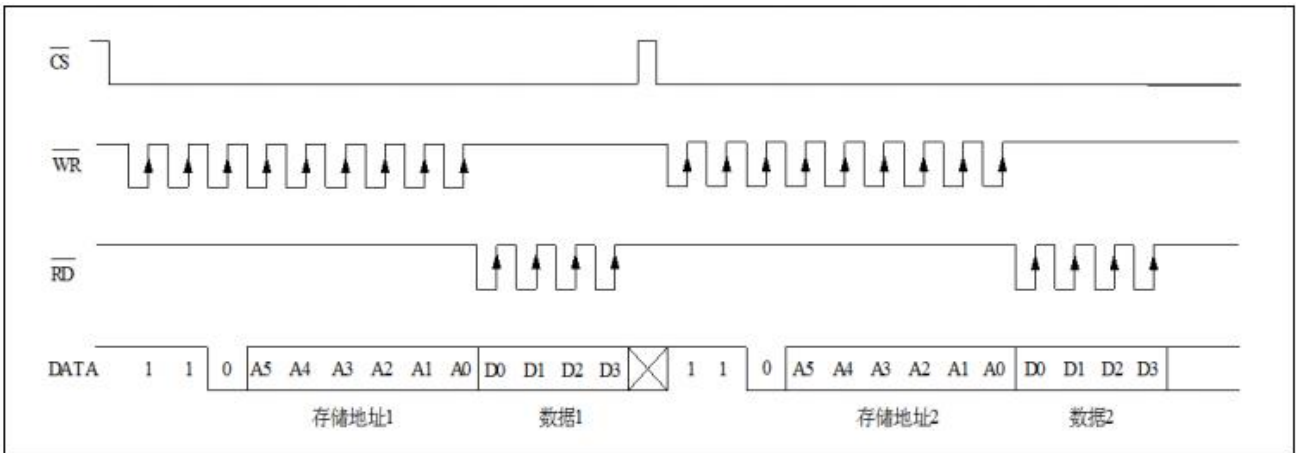 CS
WR
RD
DATA 1 1 0 A5 A4 A3 A2 A1 A0 D0 D1 D2 D3 1 1 0 A5 A4 A3 A2 A1 A0 D0 D1 D2 D3
存储地址1 数据1 存储地址2 数据2